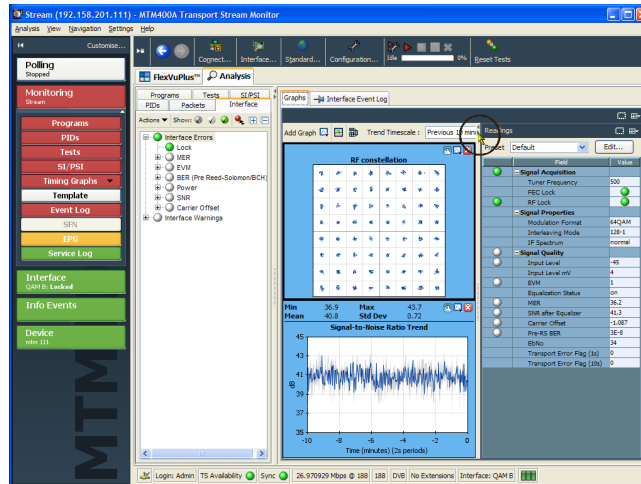 Stream (192.158.201.111) - MTM400A Transport Stream Monitor
Analysis View Navigation Settings Help
Customise...
Connect... Interface... Standard... Configuration... Idle 0% Reset Tests
Polling
Stopped
Monitoring
Stream
Programs
PIDs
Tests
SI/PSI
Timing Graphs
Template
Event Log
SFN
EPG
Service Log
Interface
QAM B: Locked
Info Events
Device
mtm 111
MTM
FlexVuPlus™ Analysis
Programs Tests SI/PSI
PIDs Packets Interface
Actions Show:
Interface Errors
Lock
MER
EVM
BER (Pre Reed-Solomon/BCH)
Power
SNR
Carrier Offset
Interface Warnings
Graphs Interface Event Log
Add Graph Trend Timescale: Previous 10 min
RF constellation
Min 36.9 Max 43.7
Mean 40.8 Std Dev 0.72
Signal-to-Noise Ratio Trend
45
43
41
39
37
35
dB
-10 -8 -6 -4 -2 0
Time (minutes) (2s periods)
Readings
Preset Default Edit...
Field Value
Signal Acquisition
Tuner Frequency 500
FEC Lock
RF Lock
Signal Properties
Modulation Format 64QAM
Interleaving Mode 128-1
IF Spectrum normal
Signal Quality
Input Level -45
Input Level mV 4
EVM 1
Equalization Status on
MER 36.2
SNR after Equalizer 41.3
Carrier Offset -1.087
Pre-RS BER 3E-8
EbNo 34
Transport Error Flag (1s) 0
Transport Error Flag (10s) 0
Login: Admin TS Availability Sync 26.970929 Mbps @ 188 188 DVB No Extensions Interface: QAM B